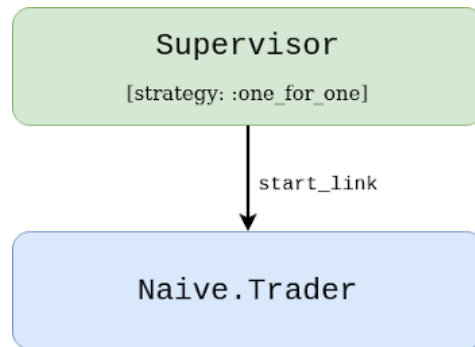 Supervisor
[strategy: :one_for_one]
start_link
Naive.Trader